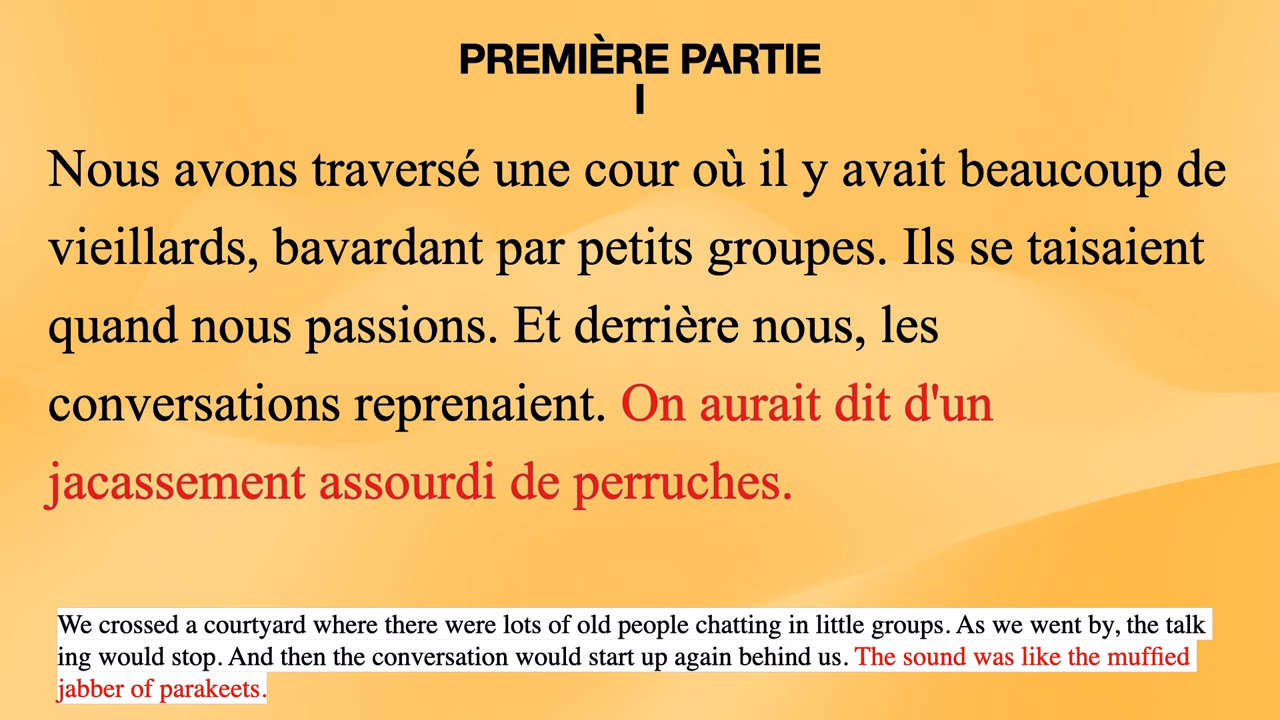 PREMIÈRE PARTIE
I
Nous avons traversé une cour où il y avait beaucoup de
vieillards, bavardant par petits groupes. Ils se taisaient
quand nous passions. Et derrière nous, les
conversations reprenaient. On aurait dit d'un
jacassement assourdi de perruches.
We crossed a courtyard where there were lots of old people chatting in little groups. As we went by, the talk
ing would stop. And then the conversation would start up again behind us. The sound was like the muffied
jabber of parakeets.